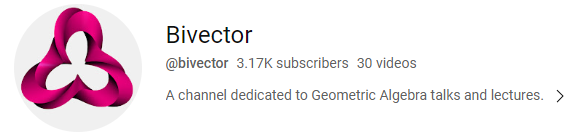 Bivector
@bivector 3.17K subscribers 30 videos
A channel dedicated to Geometric Algebra talks and lectures.